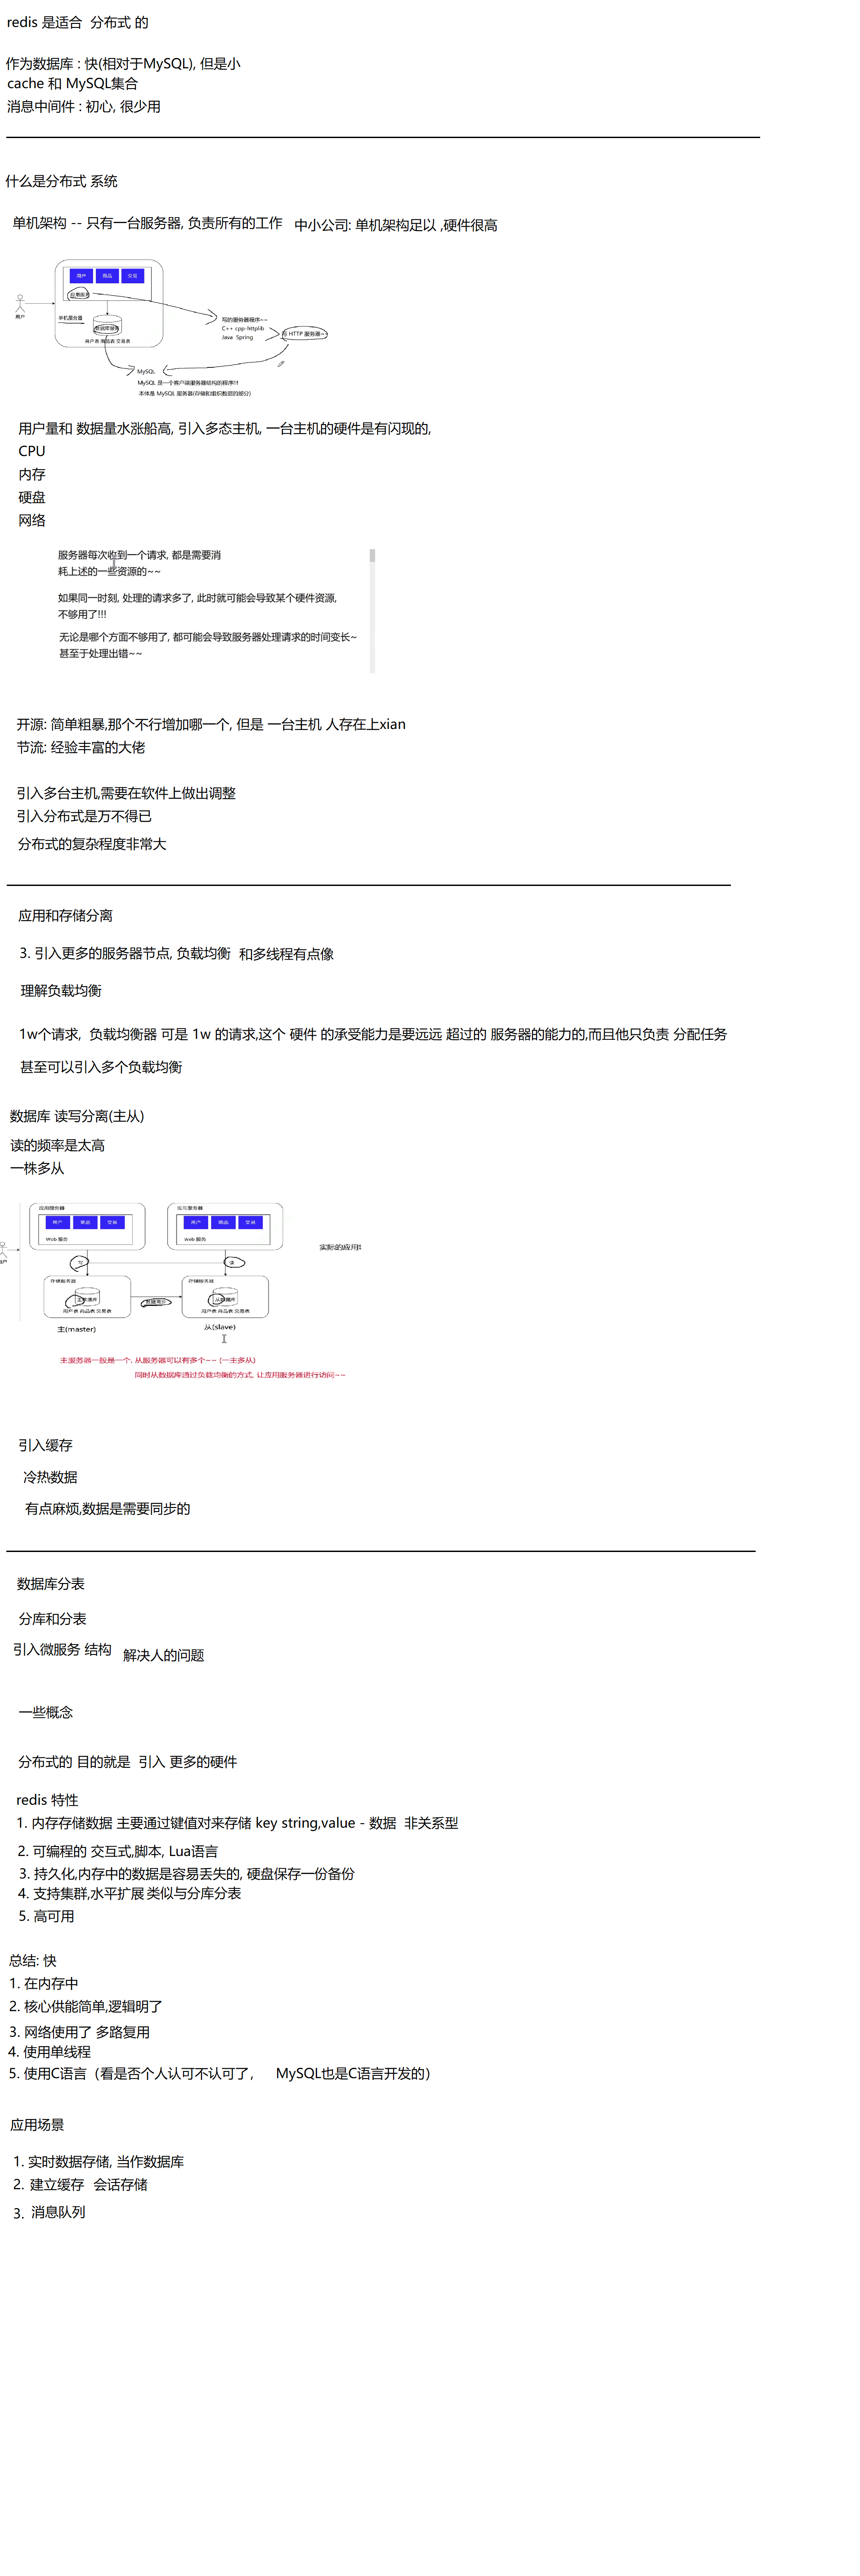 redis 是适合 分布式 的
作为数据库 : 快(相对于MySQL), 但是小
cache 和 MySQL集合
消息中间件 : 初心, 很少用
什么是分布式 系统
单机架构 -- 只有一台服务器, 负责所有的工作 中小公司: 单机架构足以 ,硬件很高
用户 商品 交易
应用服务
用户
单机服务器
数据库服务
用户表 商品表 交易表
写的服务器程序~~
C++ cpp-httplib
Java Spring
写 HTTP 服务器~~
MySQL
MySQL 是一个客户端服务器结构的程序!!!
本体是 MySQL 服务器(存储和组织数据的部分)
用户量和 数据量水涨船高, 引入多态主机, 一台主机的硬件是有闪现的,
CPU
内存
硬盘
网络
服务器每次收到一个请求, 都是需要消
耗上述的一些资源的~~
如果同一时刻, 处理的请求多了, 此时就可能会导致某个硬件资源,
不够用了!!!
无论是哪个方面不够用了, 都可能会导致服务器处理请求的时间变长~
甚至于处理出错~~
开源: 简单粗暴,那个不行增加哪一个, 但是 一台主机 人存在上xian
节流: 经验丰富的大佬
引入多台主机,需要在软件上做出调整
引入分布式是万不得已
分布式的复杂程度非常大
应用和存储分离
3. 引入更多的服务器节点, 负载均衡 和多线程有点像
理解负载均衡
1w个请求, 负载均衡器 可是 1w 的请求,这个 硬件 的承受能力是要远远 超过的 服务器的能力的,而且他只负责 分配任务
甚至可以引入多个负载均衡
数据库 读写分离(主从)
读的频率是太高
一株多从
应用服务器 应用服务器
用户 商品 交易 用户 商品 交易
Web 服务 Web 服务
实际的应用
用户
写 读
存储服务器 存储服务器
主数据库 数据同步 从数据库
用户表 商品表 交易表 用户表 商品表 交易表
主(master) 从(slave)
主服务器一般是一个, 从服务器可以有多个~~ (一主多从)
同时从数据库通过负载均衡的方式, 让应用服务器进行访问~~
引入缓存
冷热数据
有点麻烦,数据是需要同步的
数据库分表
分库和分表
引入微服务 结构 解决人的问题
一些概念
分布式的 目的就是 引入 更多的硬件
redis 特性
1. 内存存储数据 主要通过键值对来存储 key string,value - 数据 非关系型
2. 可编程的 交互式,脚本, Lua语言
3. 持久化,内存中的数据是容易丢失的, 硬盘保存一份备份
4. 支持集群,水平扩展 类似与分库分表
5. 高可用
总结: 快
1. 在内存中
2. 核心供能简单,逻辑明了
3. 网络使用了 多路复用
4. 使用单线程
5. 使用C语言（看是否个人认可不认可了， MySQL也是C语言开发的）
应用场景
1. 实时数据存储, 当作数据库
2. 建立缓存 会话存储
3. 消息队列